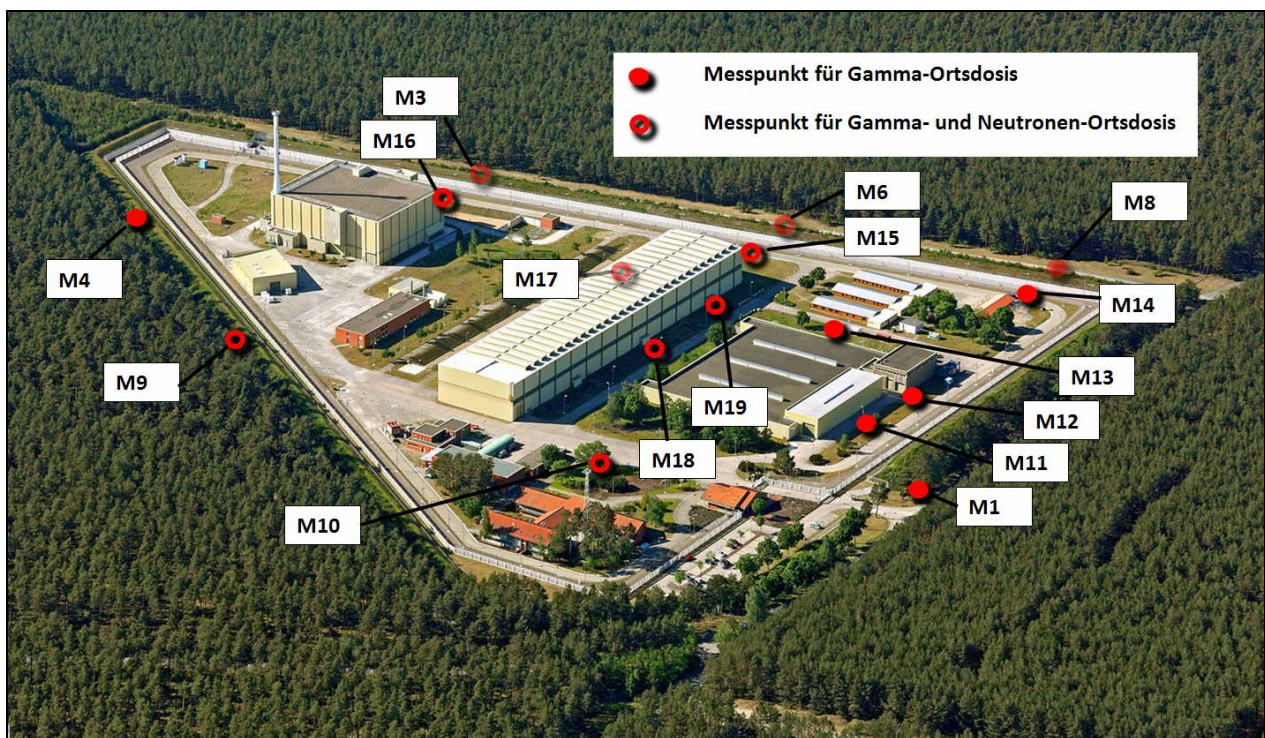 Messpunkt für Gamma-Ortsdosis
Messpunkt für Gamma- und Neutronen-Ortsdosis
M3
M16
M6
M8
M15
M4
M17
M14
M9
M13
M19
M12
M18
M11
M10
M1